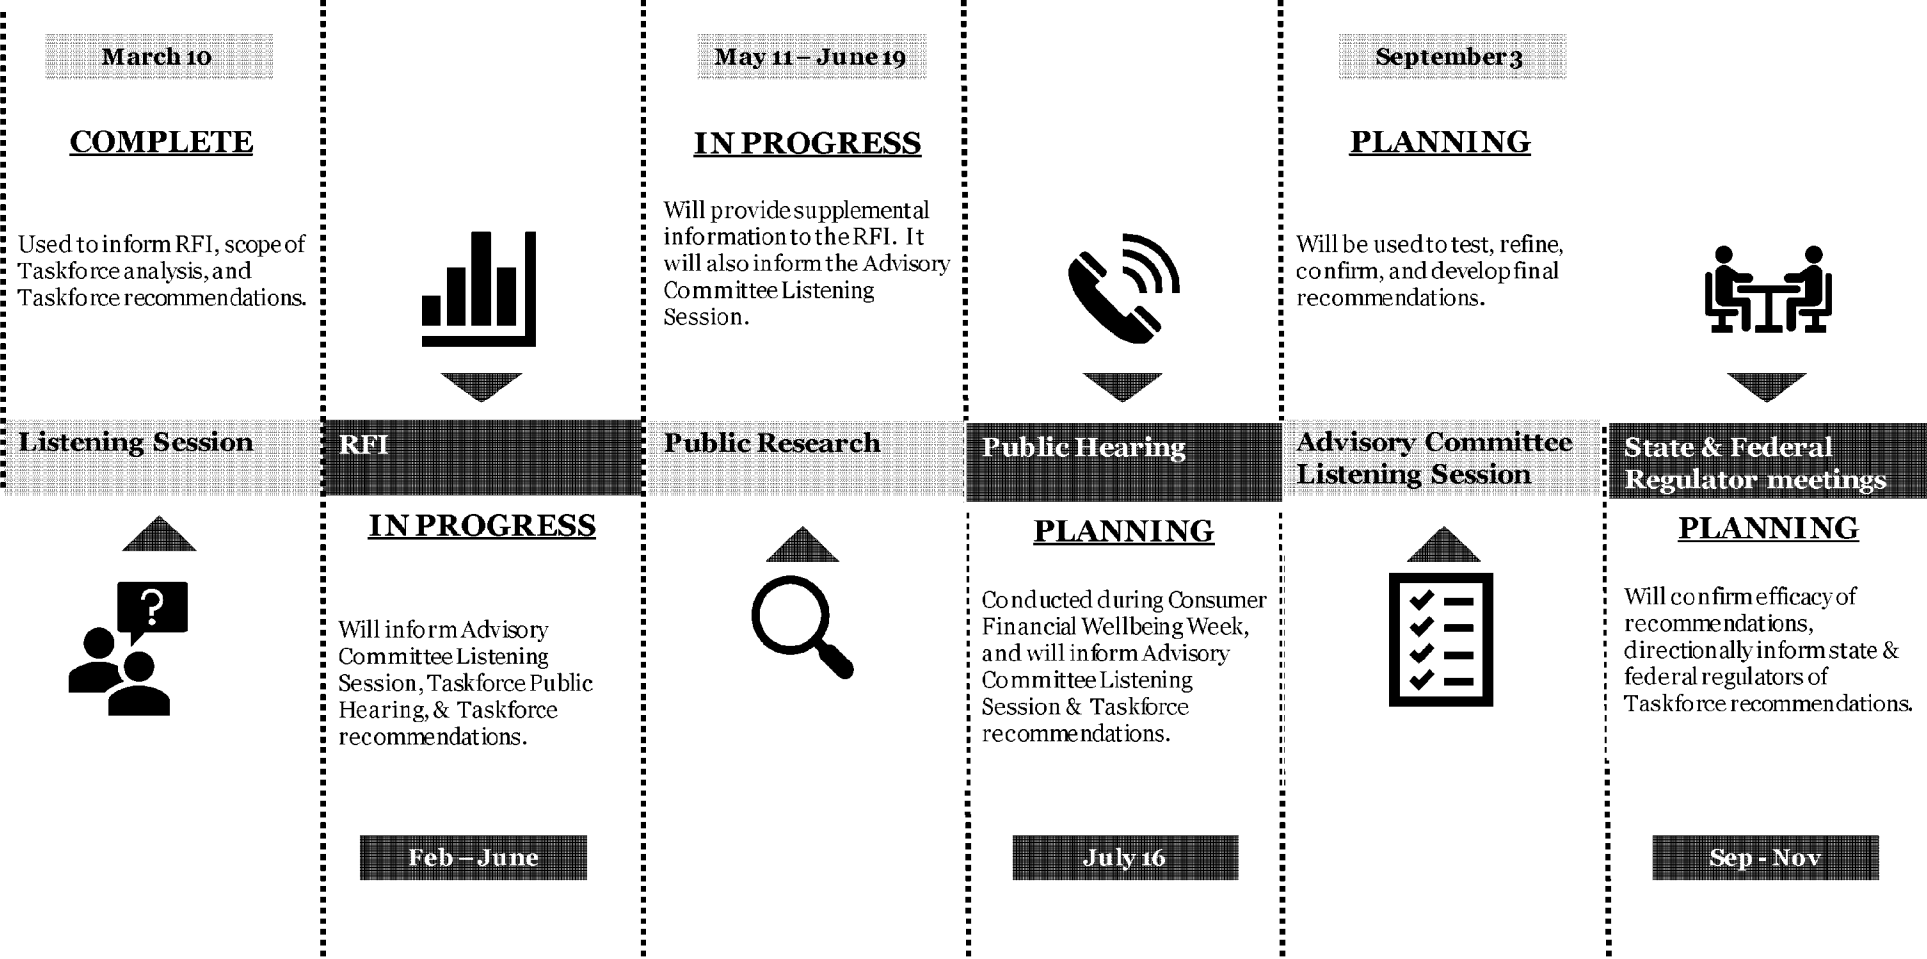 March 10
COMPLETE
Used to inform RFI, scope of
Taskforce analysis, and
Taskforce recommendations.
Listening Session
?
RFI
IN PROGRESS
Will inform Advisory
Committee Listening
Session, Taskforce Public
Hearing, & Taskforce
recommendations.
Feb – June
May 11 – June 19
IN PROGRESS
Will provide supplemental
information to the RFI. It
will also inform the Advisory
Committee Listening
Session.
Public Research
Public Hearing
PLANNING
Conducted during Consumer
Financial Wellbeing Week,
and will inform Advisory
Committee Listening
Session & Taskforce
recommendations.
July 16
September 3
PLANNING
Will be used to test, refine,
confirm, and develop final
recommendations.
Advisory Committee
Listening Session
State & Federal
Regulator meetings
PLANNING
Will confirm efficacy of
recommendations,
directionally inform state &
federal regulators of
Taskforce recommendations.
Sep - Nov